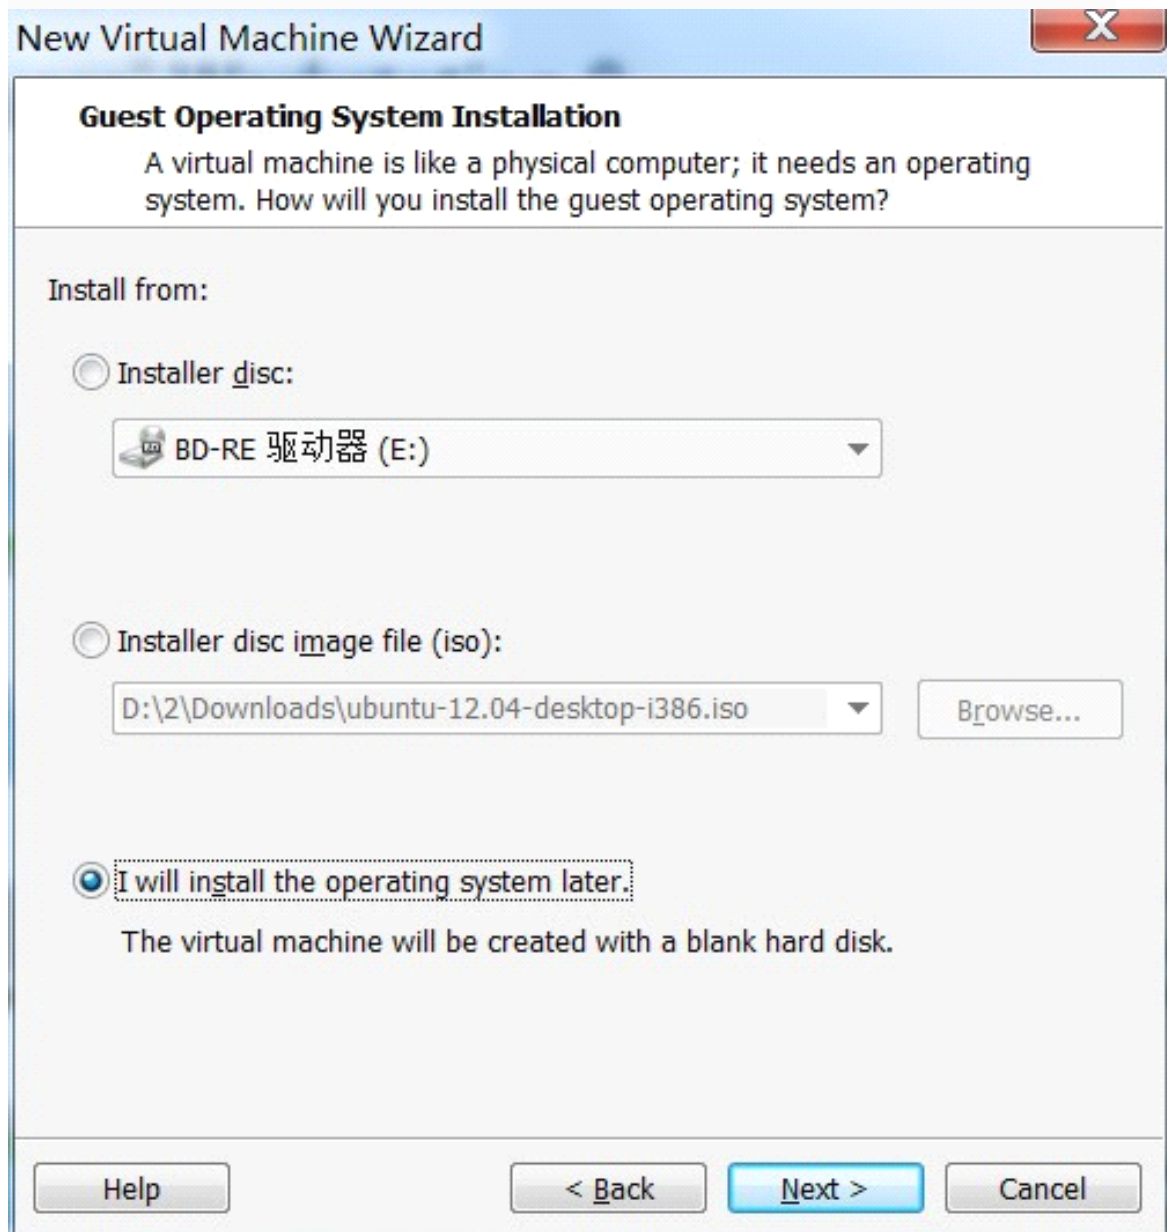 New Virtual Machine Wizard
X
Guest Operating System Installation
A virtual machine is like a physical computer; it needs an operating
system. How will you install the guest operating system?
Install from:
Installer disc:
BD-RE 驱动器 (E:)
Installer disc image file (iso):
D:\2\Downloads\ubuntu-12.04-desktop-i386.iso
Browse...
I will install the operating system later.
The virtual machine will be created with a blank hard disk.
Help
< Back
Next >
Cancel